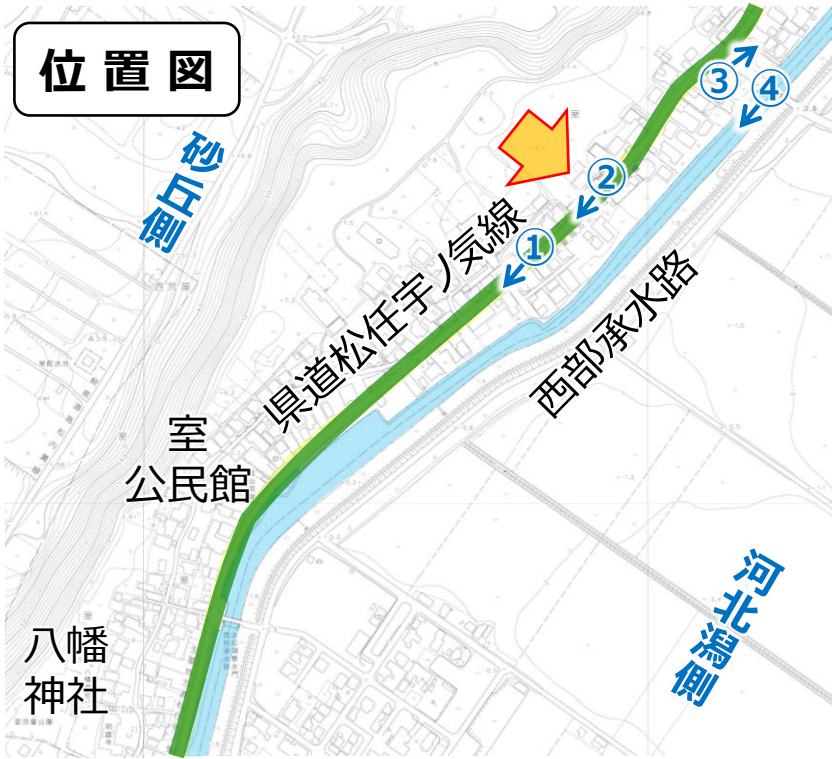 位置図
砂丘側
③
④
②
①
県道松任宇ノ気線
西部承水路
室
公民館
河北潟側
八幡
神社